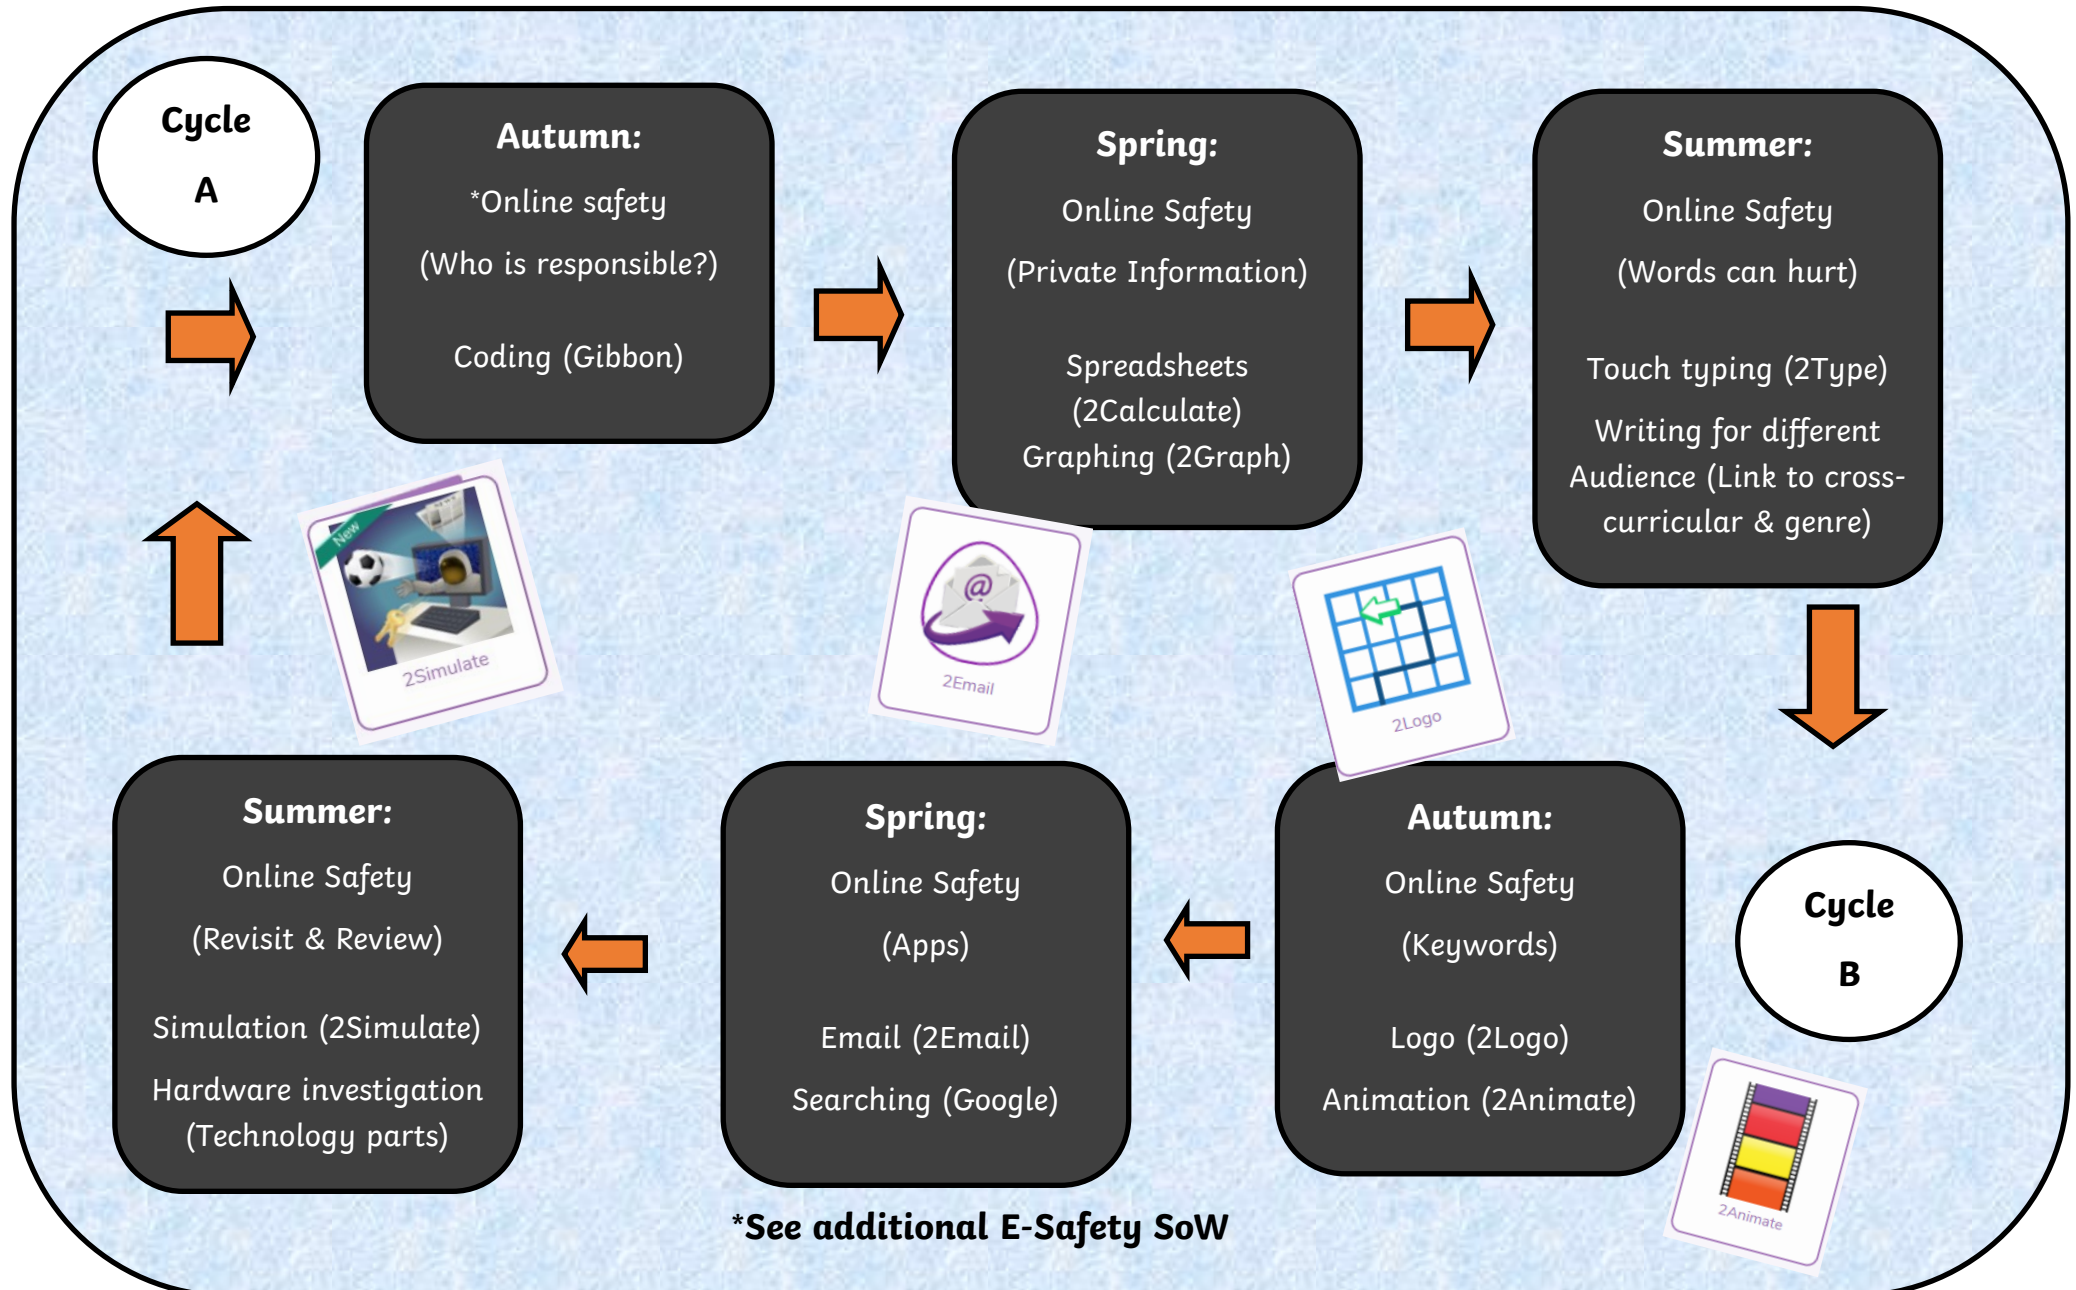 Cycle
A
Autumn:
*Online safety
(Who is responsible?)
Coding (Gibbon)
Spring:
Online Safety
(Private Information)
Spreadsheets
(2Calculate)
Graphing (2Graph)
Summer:
Online Safety
(Words can hurt)
Touch typing (2Type)
Writing for different
Audience (Link to cross-
curricular & genre)
New
2Simulate
@
2Email
2Logo
Cycle
B
Autumn:
Online Safety
(Keywords)
Logo (2Logo)
Animation (2Animate)
2Animate
Spring:
Online Safety
(Apps)
Email (2Email)
Searching (Google)
Summer:
Online Safety
(Revisit & Review)
Simulation (2Simulate)
Hardware investigation
(Technology parts)
*See additional E-Safety SoW